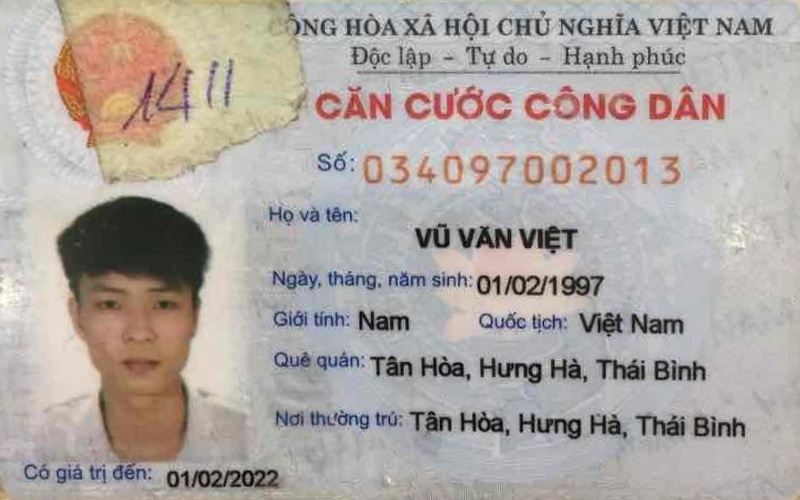 CỘNG HÒA XÃ HỘI CHỦ NGHĨA VIỆT NAM
Độc lập - Tự do - Hạnh phúc
1411
CĂN CƯỚC CÔNG DÂN
Số: 034097002013
Họ và tên:
VŨ VĂN VIỆT
Ngày, tháng, năm sinh: 01/02/1997
Giới tính: Nam Quốc tịch: Việt Nam
Quê quán: Tân Hòa, Hưng Hà, Thái Bình
Nơi thường trú: Tân Hòa, Hưng Hà, Thái Bình
Có giá trị đến: 01/02/2022